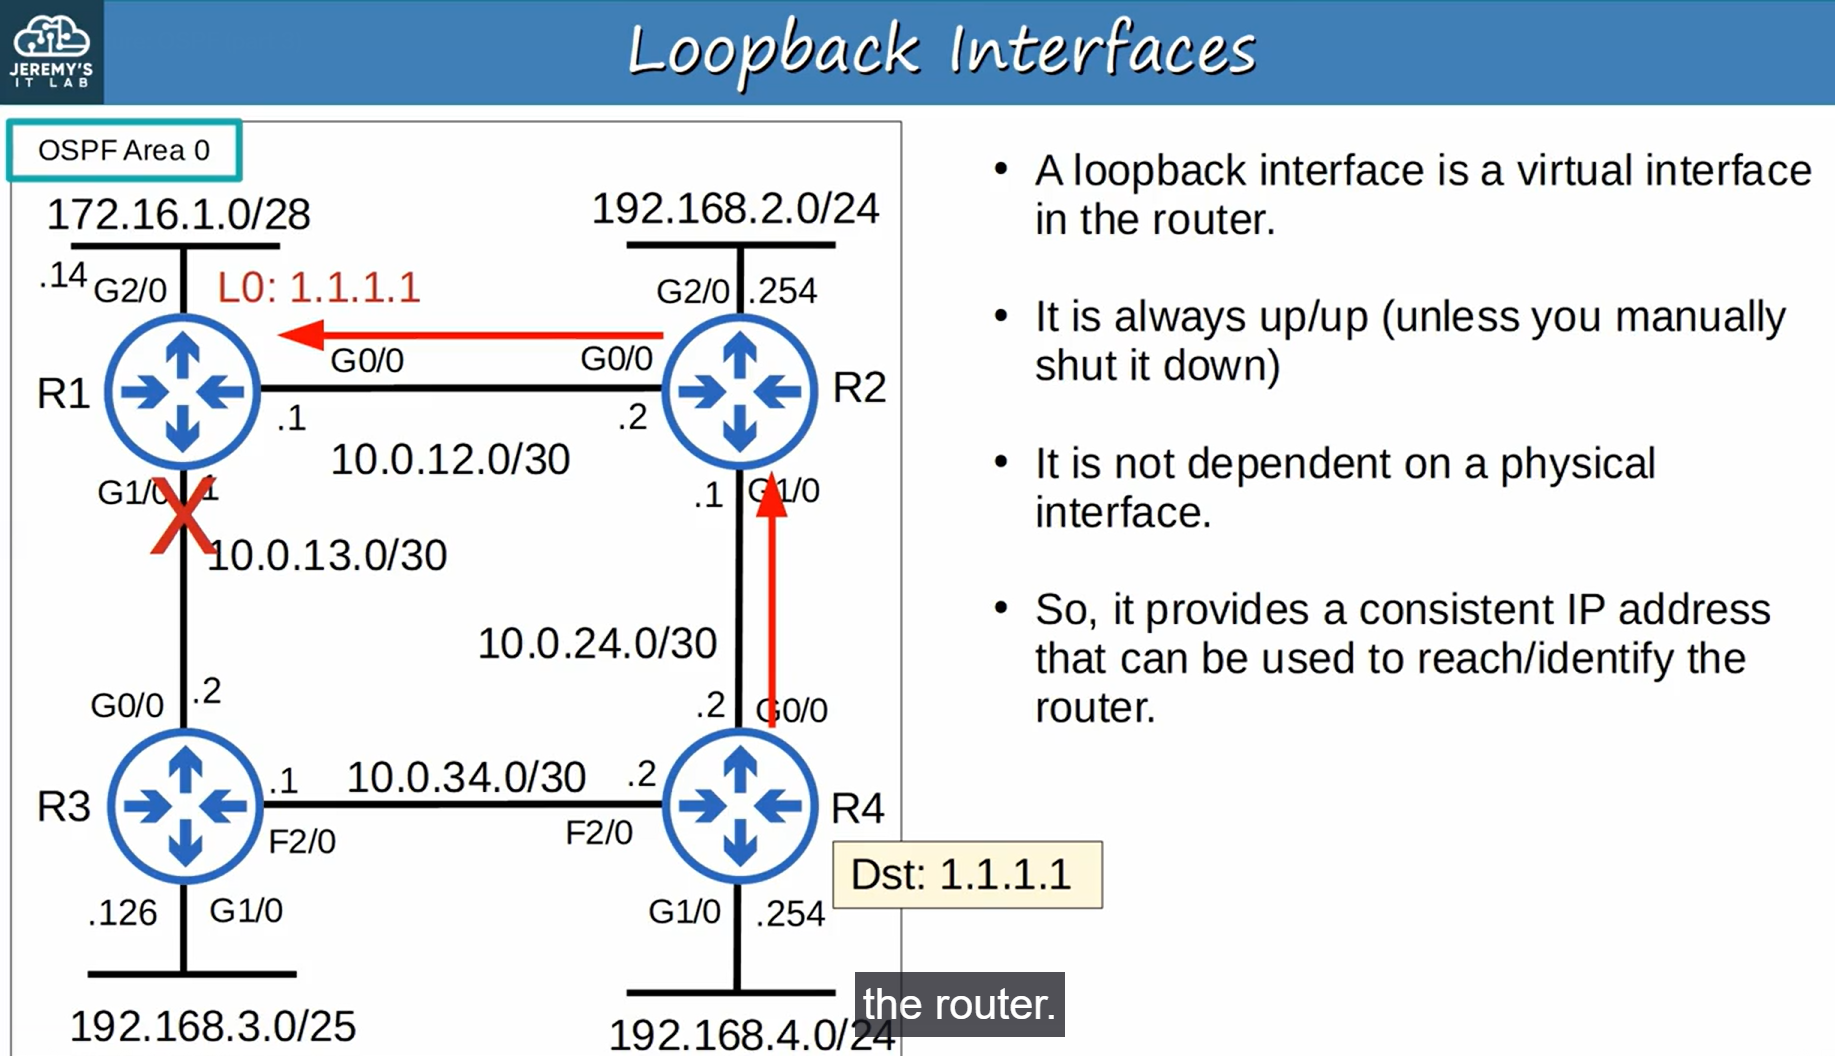 JEREMY'S
IT LAB
Loopback Interfaces
OSPF Area 0
172.16.1.0/28
192.168.2.0/24
.14
G2/0
L0: 1.1.1.1
G2/0
.254
G0/0
G0/0
R1
R2
.1
.2
10.0.12.0/30
G1/0
.1
.1
G1/0
10.0.13.0/30
10.0.24.0/30
G0/0
.2
.2
G0/0
R3
.1
10.0.34.0/30
.2
R4
F2/0
F2/0
Dst: 1.1.1.1
.126
G1/0
G1/0
.254
192.168.3.0/25
192.168.4.0/24
A loopback interface is a virtual interface
in the router.
It is always up/up (unless you manually
shut it down)
It is not dependent on a physical
interface.
So, it provides a consistent IP address
that can be used to reach/identify the
router.
the router.